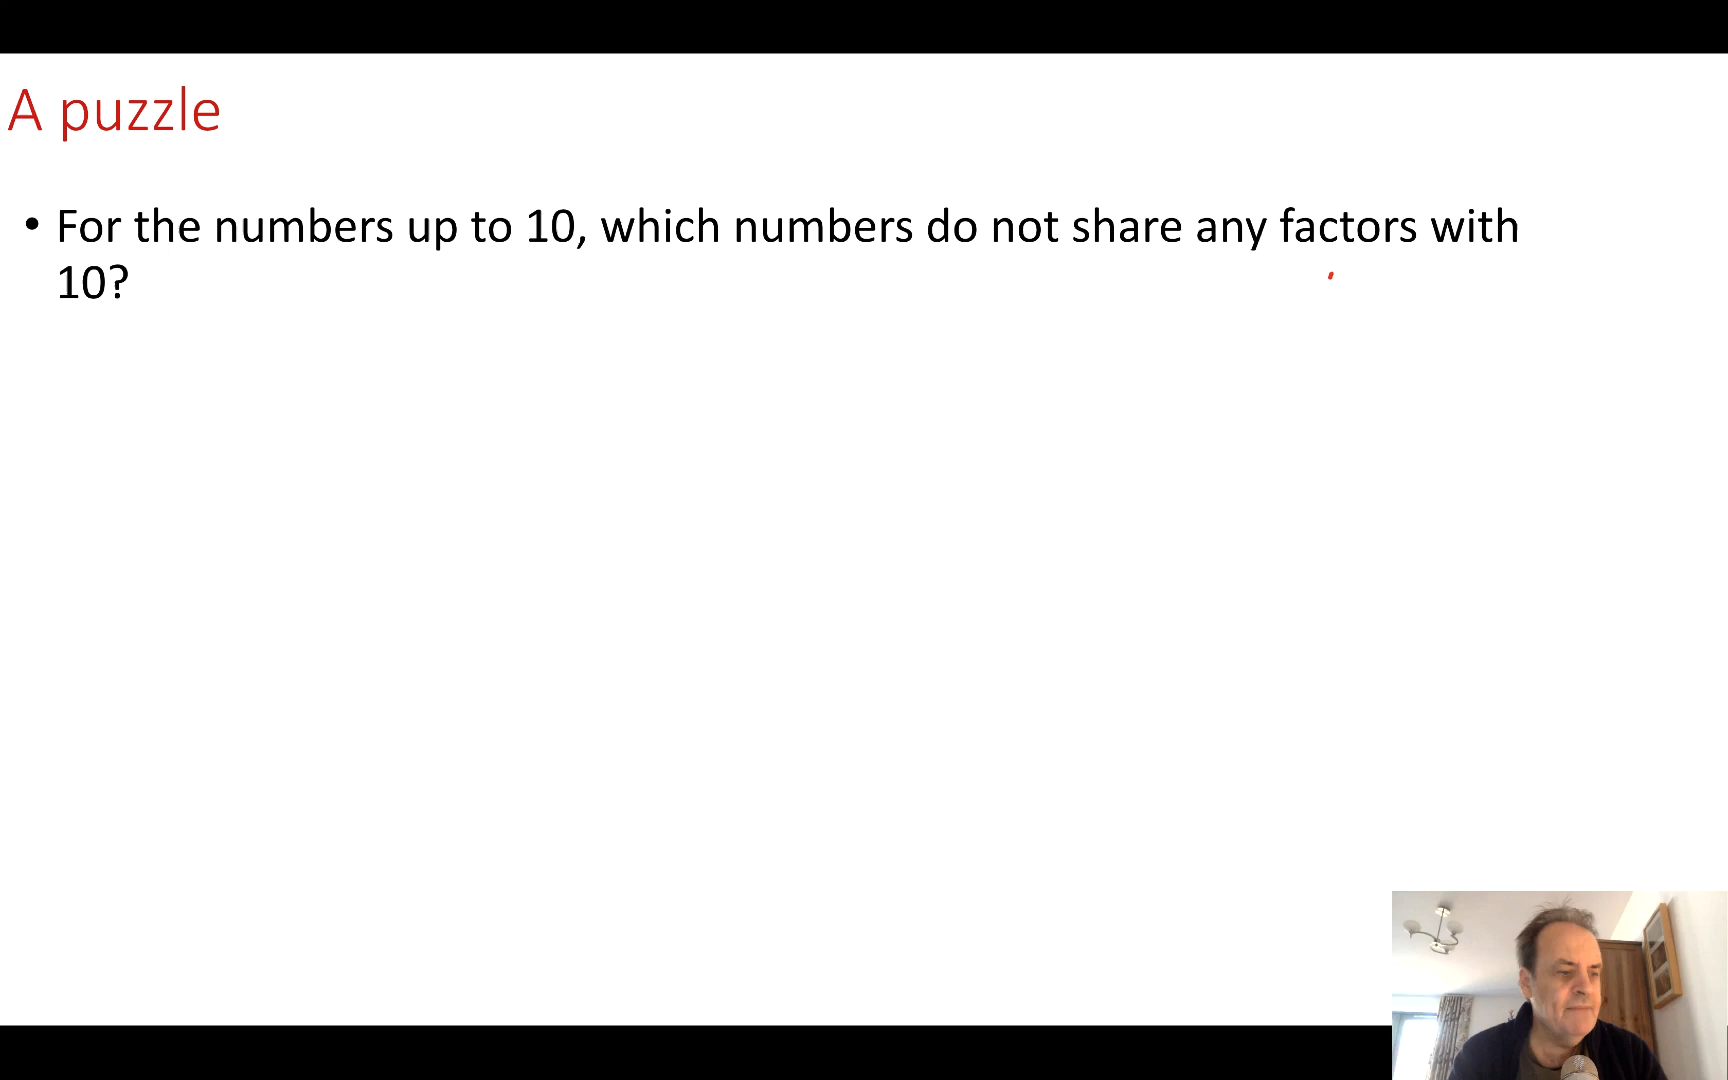 A puzzle
• For the numbers up to 10, which numbers do not share any factors with
10?